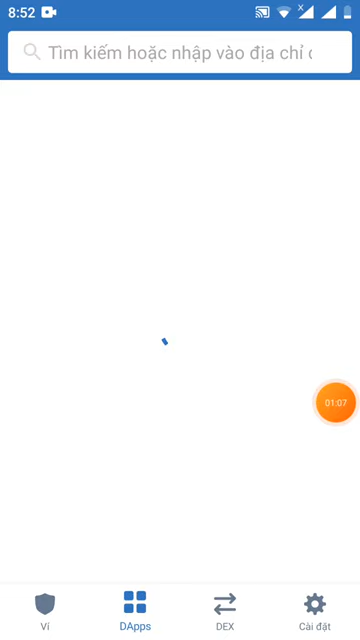 8:52
x
Tìm kiếm hoặc nhập vào địa chỉ
01:07
Ví
DApps
DEX
Cài đặt